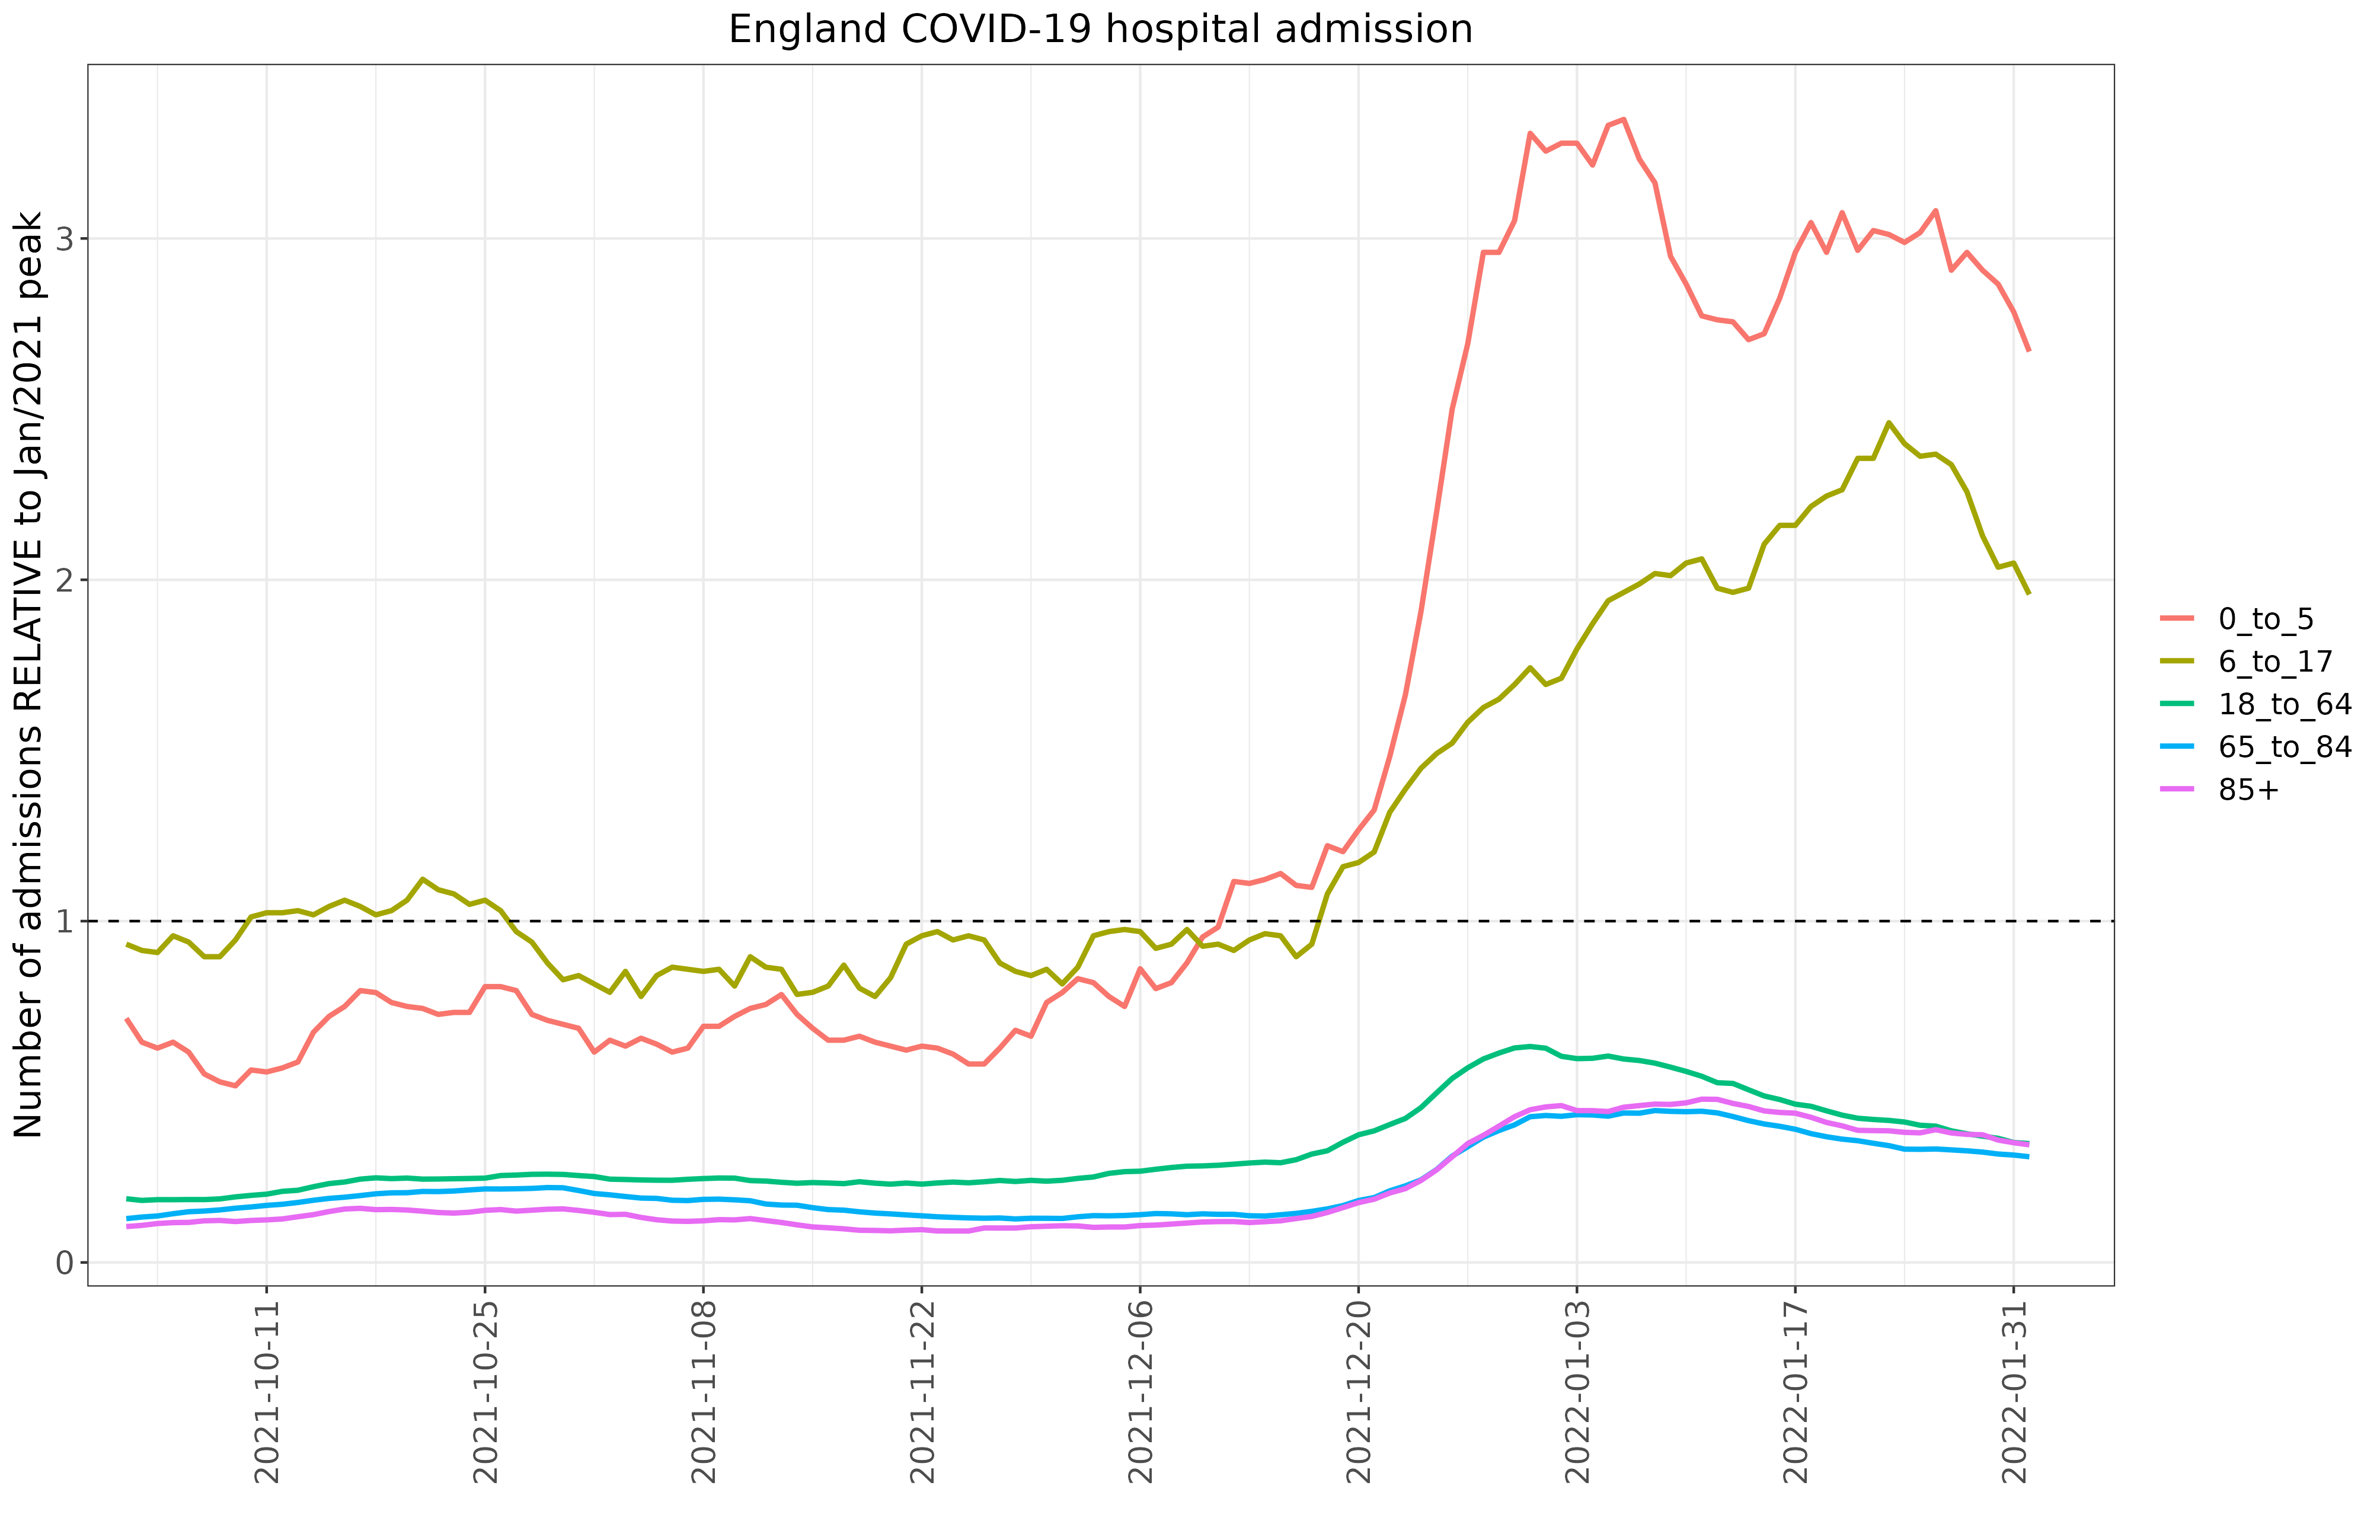 England COVID-19 hospital admission
Number of admissions RELATIVE to Jan/2021 peak
3
2
1
0
2021-10-11
2021-10-25
2021-11-08
2021-11-22
2021-12-06
2021-12-20
2022-01-03
2022-01-17
2022-01-31
0_to_5
6_to_17
18_to_64
65_to_84
85+